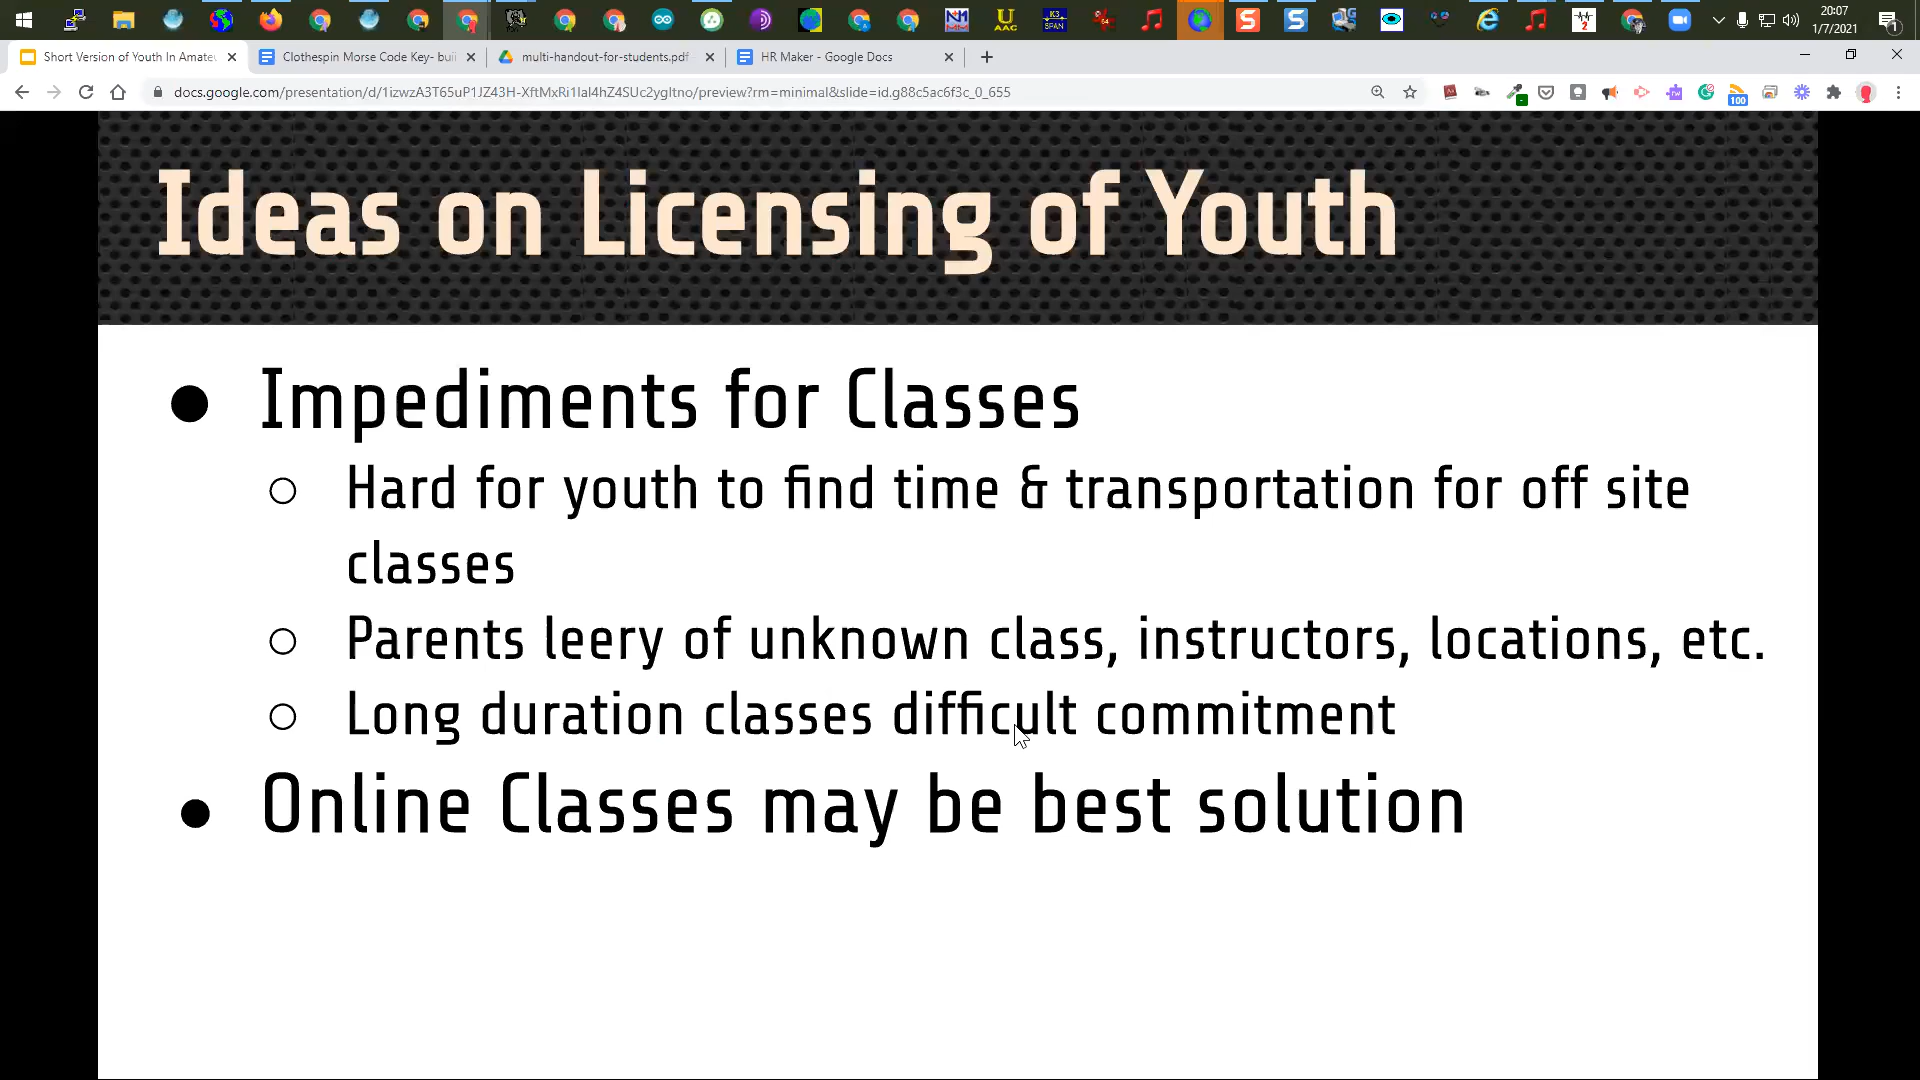 20:07
1/7/2021
Short Version of Youth In Amate
Clothespin Morse Code Key- bui
multi-handout-for-students.pdf
HR Maker - Google Docs
docs.google.com/presentation/d/1izwzA3T65uP1JZ43H-XftMxRi1lal4hZ4SUc2ygltno/preview?rm=minimal&slide=id.g88c5ac6f3c_0_655
100
Ideas on Licensing of Youth
● Impediments for Classes
○ Hard for youth to find time & transportation for off site
classes
○ Parents leery of unknown class, instructors, locations, etc.
○ Long duration classes difficult commitment
● Online Classes may be best solution